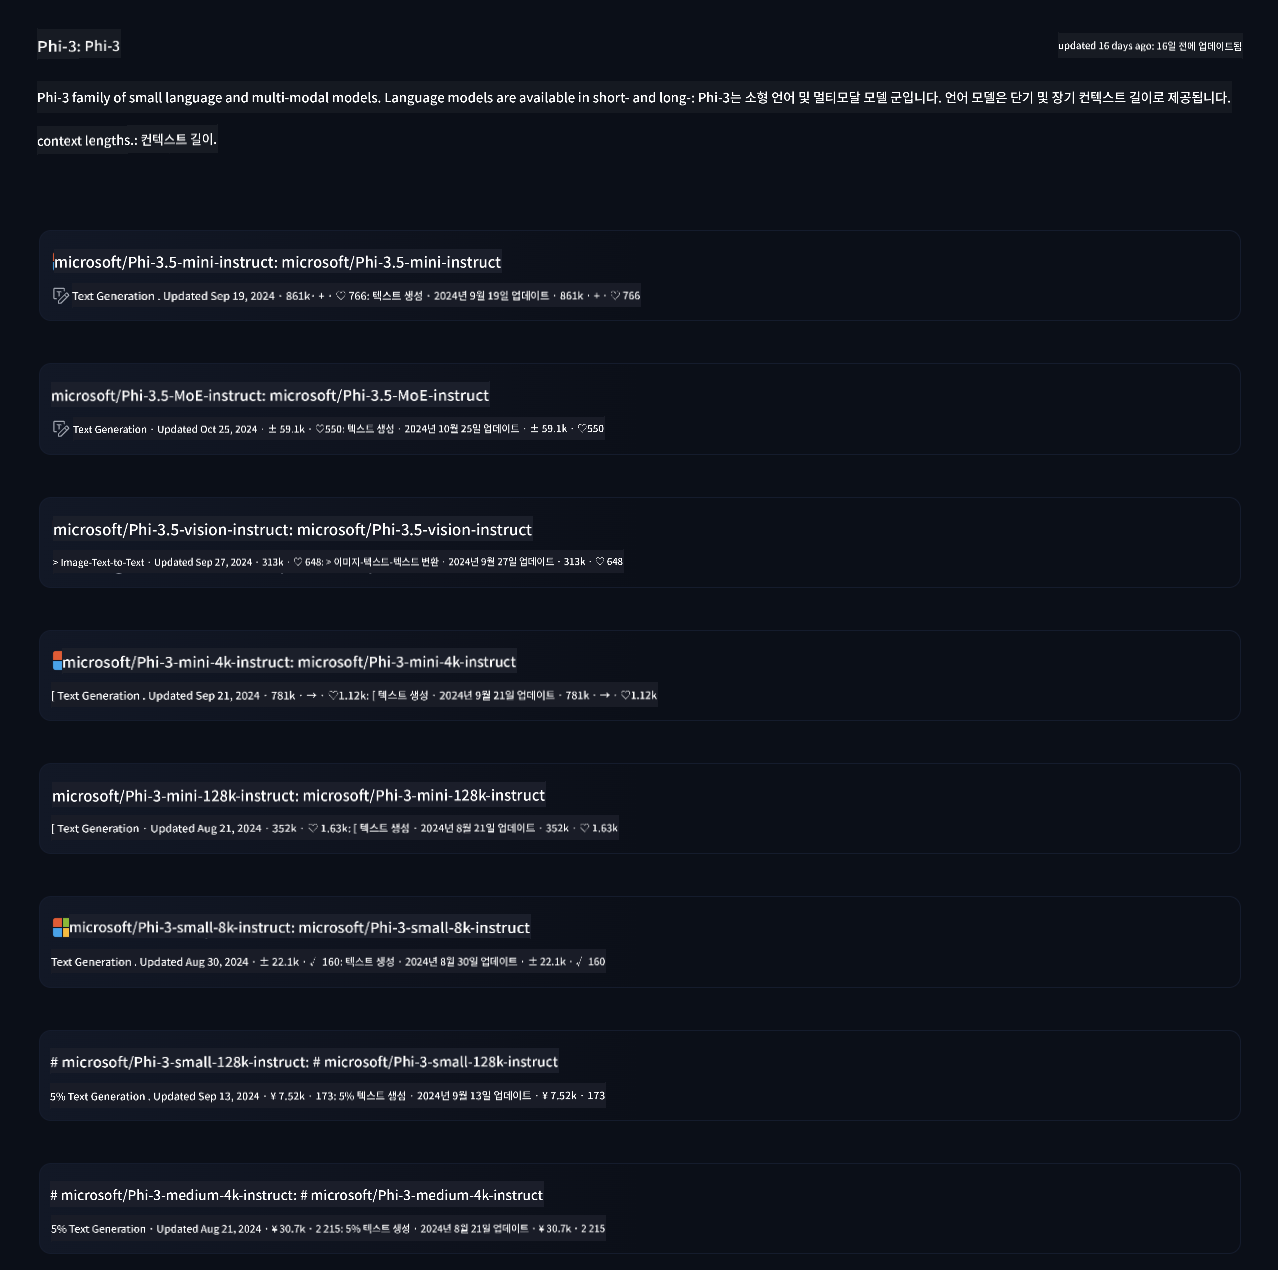 Phi-3: Phi-3
updated 16 days ago: 16일 전에 업데이트됨
Phi-3 family of small language and multi-modal models. Language models are available in short- and long-: Phi-3는 소형 언어 및 멀티모달 모델 군입니다. 언어 모델은 단기 및 장기 컨텍스트 길이로 제공됩니다.
context lengths.: 컨텍스트 길이.
microsoft/Phi-3.5-mini-instruct: microsoft/Phi-3.5-mini-instruct
Text Generation . Updated Sep 19, 2024 · 861k · + · ♡ 766: 텍스트 생성 · 2024년 9월 19일 업데이트 · 861k · + · ♡ 766
microsoft/Phi-3.5-MoE-instruct: microsoft/Phi-3.5-MoE-instruct
Text Generation · Updated Oct 25, 2024 · ± 59.1k · ♡550: 텍스트 생성 · 2024년 10월 25일 업데이트 · ± 59.1k · ♡550
microsoft/Phi-3.5-vision-instruct: microsoft/Phi-3.5-vision-instruct
> Image-Text-to-Text · Updated Sep 27, 2024 · 313k · ♡ 648: > 이미지-텍스트-텍스트 변환 · 2024년 9월 27일 업데이트 · 313k · ♡ 648
microsoft/Phi-3-mini-4k-instruct: microsoft/Phi-3-mini-4k-instruct
[ Text Generation . Updated Sep 21, 2024 · 781k · → · ♡1.12k: [ 텍스트 생성 · 2024년 9월 21일 업데이트 · 781k · → · ♡1.12k
microsoft/Phi-3-mini-128k-instruct: microsoft/Phi-3-mini-128k-instruct
[ Text Generation · Updated Aug 21, 2024 · 352k · ♡ 1.63k: [ 텍스트 생성 · 2024년 8월 21일 업데이트 · 352k · ♡ 1.63k
microsoft/Phi-3-small-8k-instruct: microsoft/Phi-3-small-8k-instruct
Text Generation . Updated Aug 30, 2024 · ± 22.1k · √ 160: 텍스트 생성 · 2024년 8월 30일 업데이트 · ± 22.1k · √ 160
# microsoft/Phi-3-small-128k-instruct: # microsoft/Phi-3-small-128k-instruct
5% Text Generation . Updated Sep 13, 2024 · ¥ 7.52k · 173: 5% 텍스트 생성 · 2024년 9월 13일 업데이트 · ¥ 7.52k · 173
# microsoft/Phi-3-medium-4k-instruct: # microsoft/Phi-3-medium-4k-instruct
5% Text Generation · Updated Aug 21, 2024 · ¥ 30.7k · 2 215: 5% 텍스트 생성 · 2024년 8월 21일 업데이트 · ¥ 30.7k · 2 215